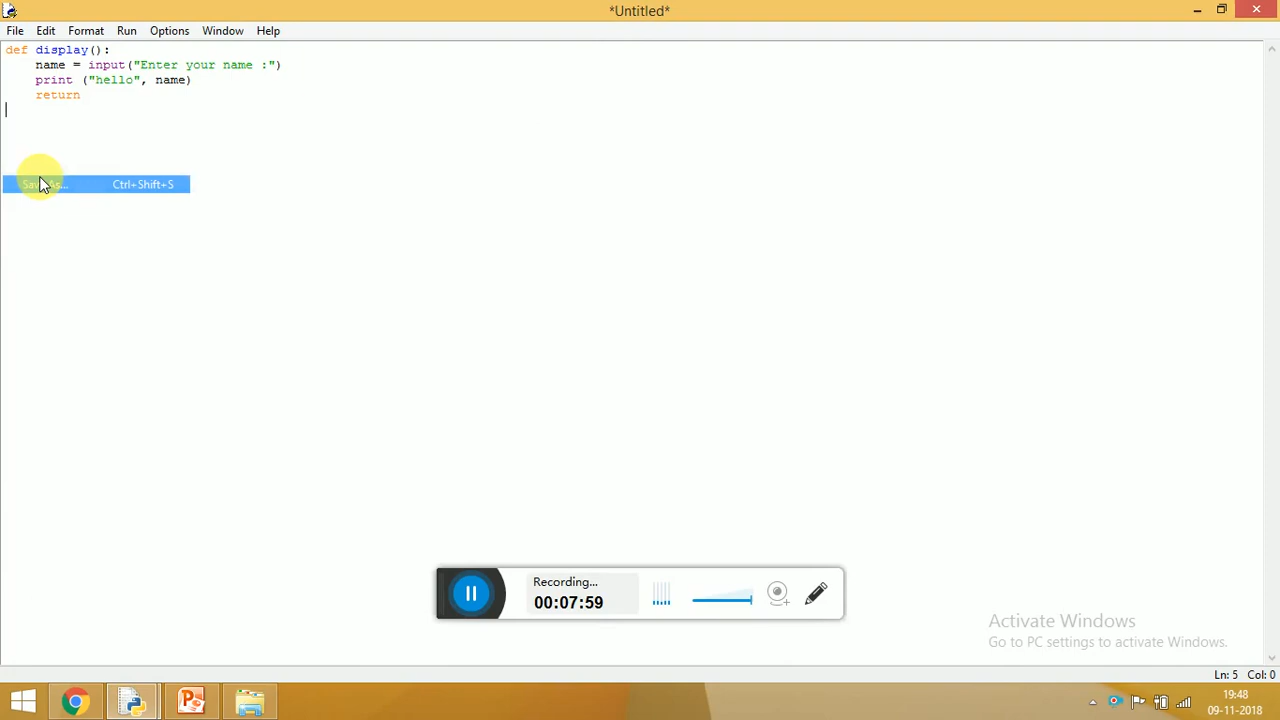 *Untitled*
File Edit Format Run Options Window Help
def display():
    name = input("Enter your name :")
    print ("hello", name)
    return
Save As... Ctrl+Shift+S
Recording...
00:07:59
Activate Windows
Go to PC settings to activate Windows.
Ln: 5 Col: 0
19:48
09-11-2018